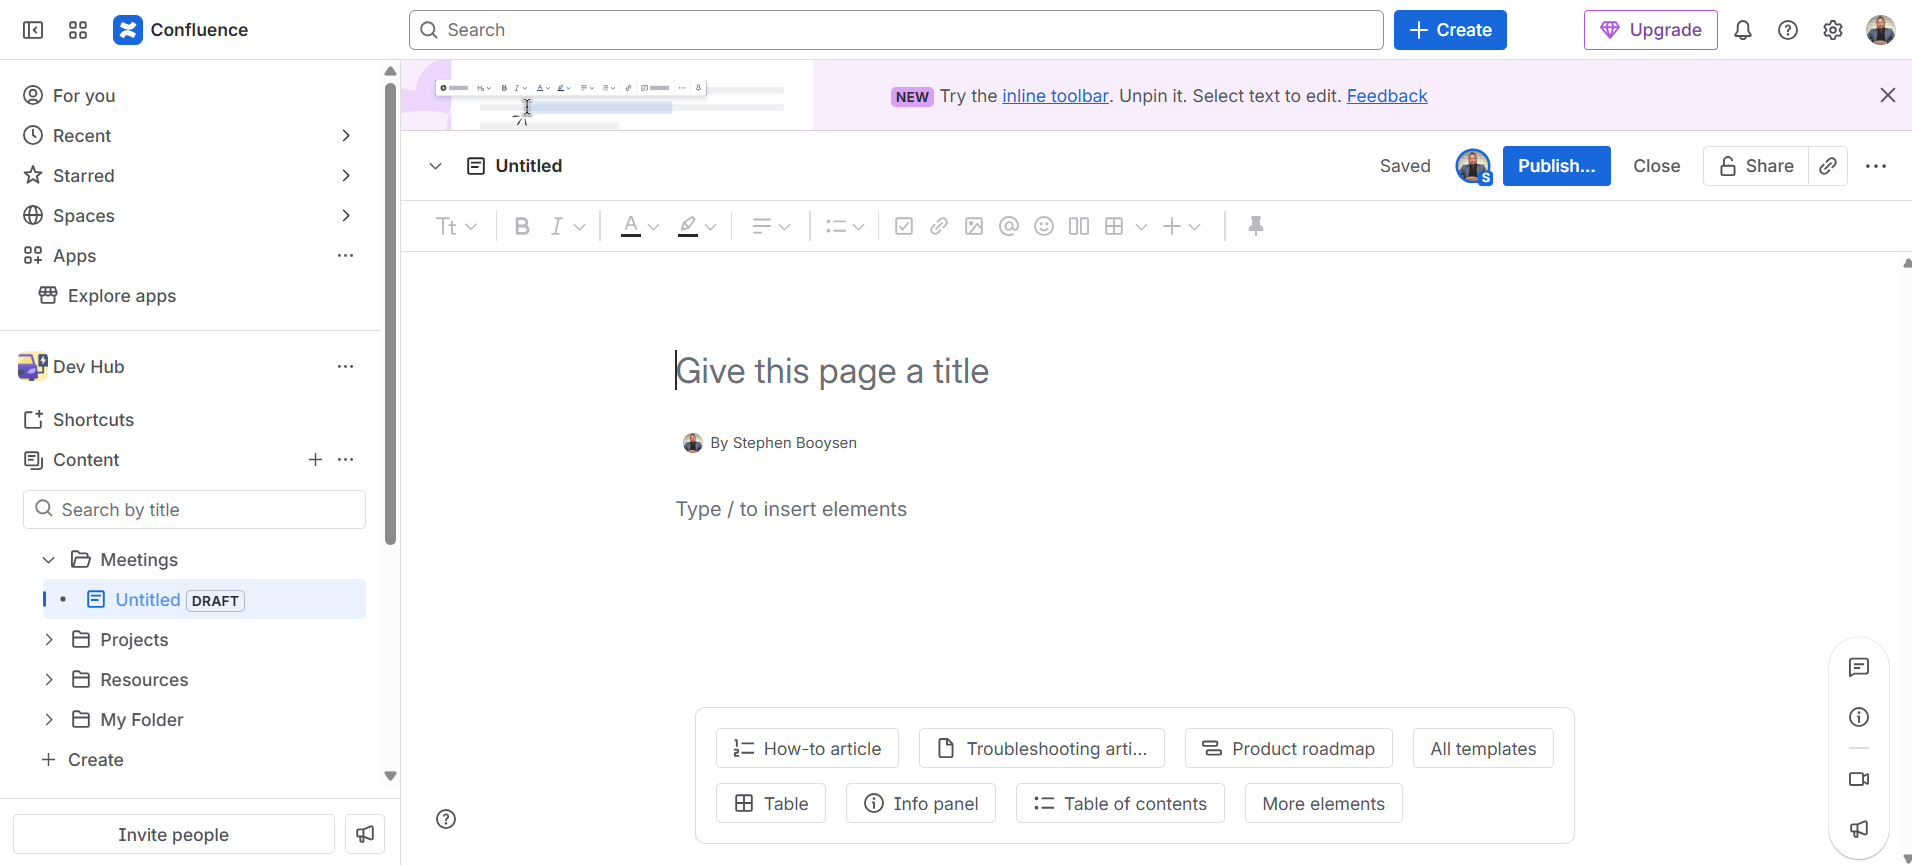 Confluence
Search
Create
Upgrade
For you
Recent
Starred
Spaces
Apps
Explore apps
Dev Hub
Shortcuts
Content
Search by title
Meetings
Untitled DRAFT
Projects
Resources
My Folder
Create
Invite people
NEW Try the inline toolbar. Unpin it. Select text to edit. Feedback
Untitled
Saved
S
Publish...
Close
Share
Tt B I A
Give this page a title
By Stephen Booysen
Type / to insert elements
How-to article
Troubleshooting arti...
Product roadmap
All templates
Table
Info panel
Table of contents
More elements